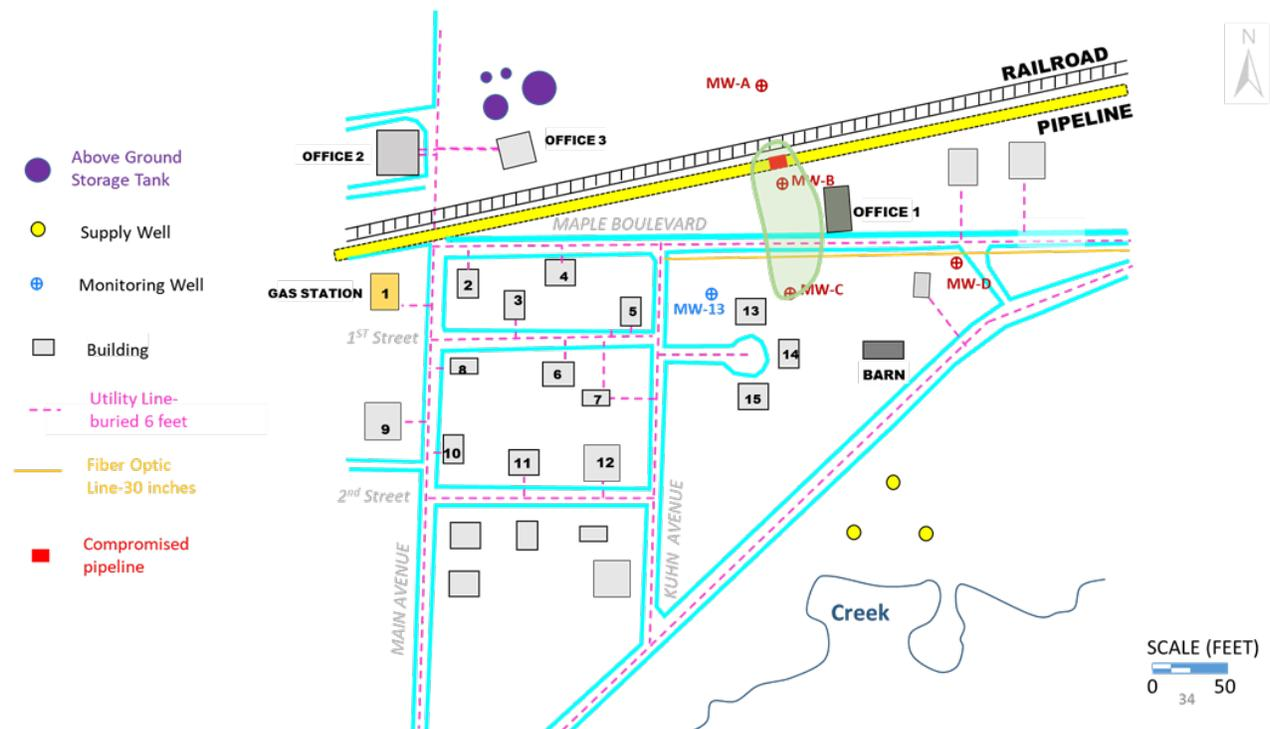 N
RAILROAD
PIPELINE
MW-A
OFFICE 3
OFFICE 2
Above Ground
Storage Tank
MW-B
OFFICE 1
MAPLE BOULEVARD
Supply Well
Monitoring Well
GAS STATION
1
2
3
4
5
MW-13
13
MW-C
MW-D
1ST Street
Building
14
BARN
8
6
7
15
Utility Line-
buried 6 feet
9
10
11
12
Fiber Optic
Line-30 inches
2nd Street
KUHN AVENUE
MAIN AVENUE
Compromised
pipeline
Creek
SCALE (FEET)
0 50
34